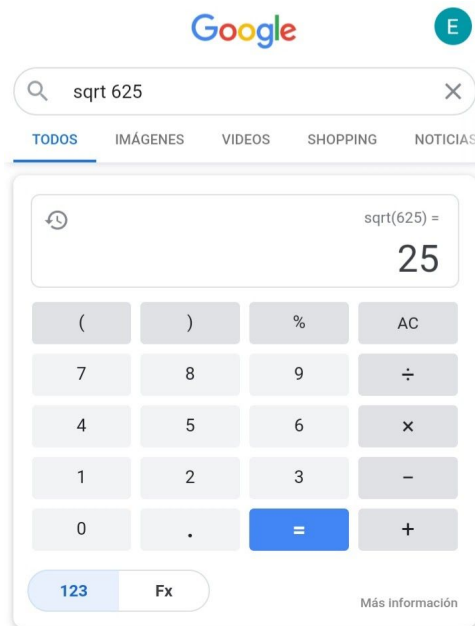 Google
E
sqrt 625
TODOS IMÁGENES VIDEOS SHOPPING NOTICIAS
sqrt(625) =
25
( ) % AC
7 8 9 ÷
4 5 6 ×
1 2 3 −
0 . = +
123 Fx
Más información